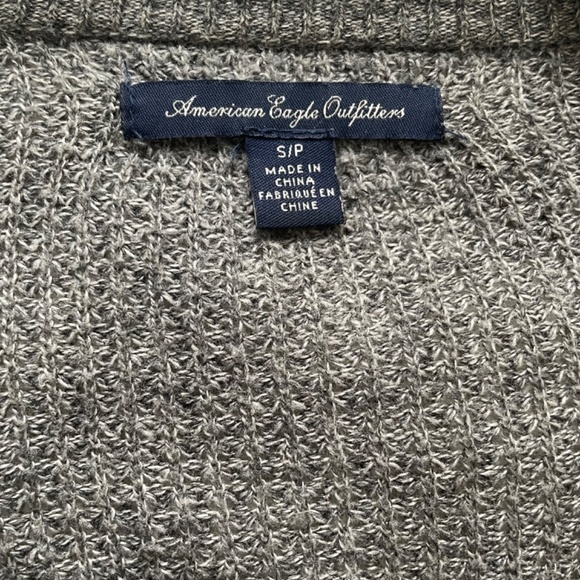 American Eagle Outfitters
S/P
MADE IN
CHINA
FABRIQUÉ EN
CHINE